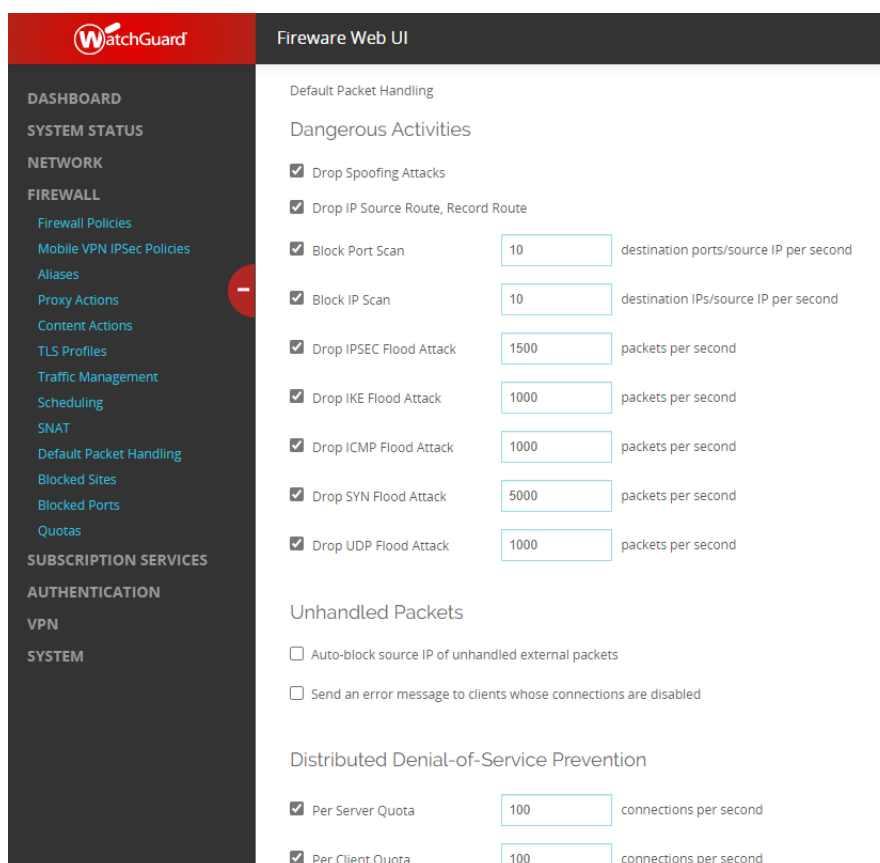 WatchGuard
Fireware Web UI
DASHBOARD
SYSTEM STATUS
NETWORK
FIREWALL
Firewall Policies
Mobile VPN IPSec Policies
Aliases
Proxy Actions
Content Actions
TLS Profiles
Traffic Management
Scheduling
SNAT
Default Packet Handling
Blocked Sites
Blocked Ports
Quotas
SUBSCRIPTION SERVICES
AUTHENTICATION
VPN
SYSTEM
Default Packet Handling
Dangerous Activities
Drop Spoofing Attacks
Drop IP Source Route, Record Route
Block Port Scan 10 destination ports/source IP per second
Block IP Scan 10 destination IPs/source IP per second
Drop IPSEC Flood Attack 1500 packets per second
Drop IKE Flood Attack 1000 packets per second
Drop ICMP Flood Attack 1000 packets per second
Drop SYN Flood Attack 5000 packets per second
Drop UDP Flood Attack 1000 packets per second
Unhandled Packets
Auto-block source IP of unhandled external packets
Send an error message to clients whose connections are disabled
Distributed Denial-of-Service Prevention
Per Server Quota 100 connections per second
Per Client Quota 100 connections per second